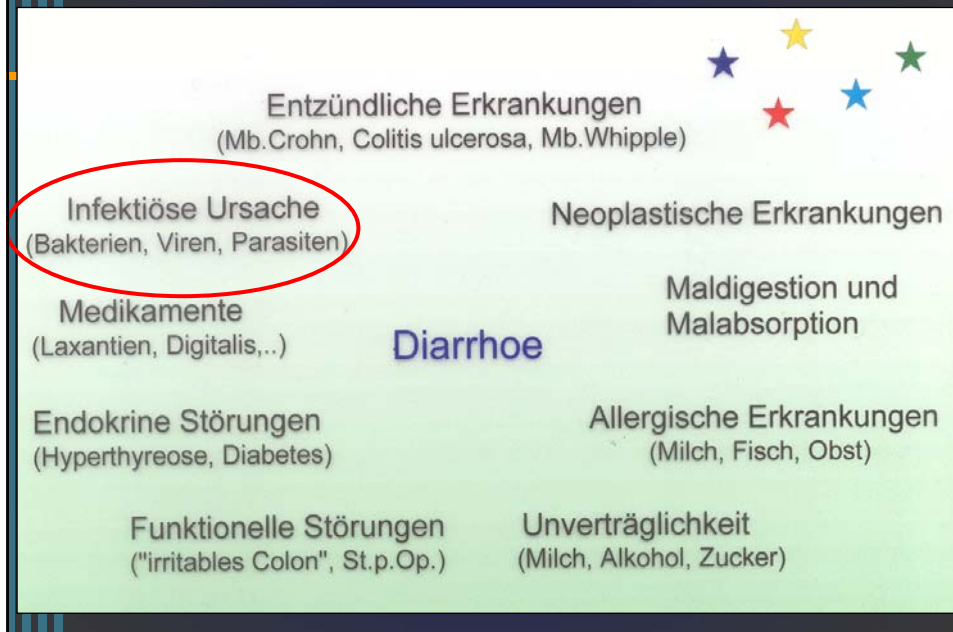 Entzündliche Erkrankungen
(Mb.Crohn, Colitis ulcerosa, Mb.Whipple)
Infektiöse Ursache
(Bakterien, Viren, Parasiten)
Neoplastische Erkrankungen
Medikamente
(Laxantien, Digitalis,..)
Diarrhoe
Maldigestion und
Malabsorption
Endokrine Störungen
(Hyperthyreose, Diabetes)
Allergische Erkrankungen
(Milch, Fisch, Obst)
Funktionelle Störungen
("irritables Colon", St.p.Op.)
Unverträglichkeit
(Milch, Alkohol, Zucker)